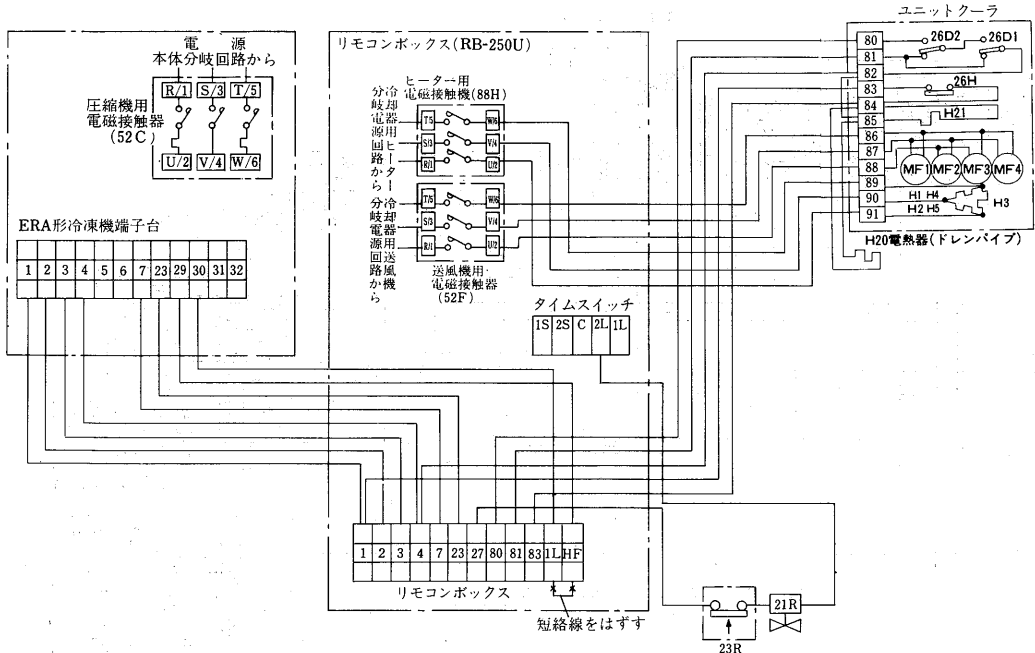 電　源
本体分岐回路から
R/1 S/3 T/5
圧縮機用
電磁接触器
(52C)
U/2 V/4 W/6
ERA形冷凍機端子台
1 2 3 4 5 6 7 23 29 30 31 32
リモコンボックス(RB-250U)
ヒーター用
電磁接触機(88H)
分岐電源回路から
冷却器用ヒーター
T/5 W/6
S/3 V/4
R/1 U/2
分岐電源回路から
冷却器用送風機
T/5 W/6
S/3 V/4
R/1 U/2
送風機用
電磁接触器
(52F)
タイムスイッチ
1S 2S C 2L 1L
1 2 3 4 7 23 27 80 81 83 1L HF
リモコンボックス
短絡線をはずす
ユニットクーラ
80 26D2 26D1
81
82
83 26H
84
85 H21
86
87
88 MF1 MF2 MF3 MF4
89
90 H1 H4 H3
91 H2 H5
H20電熱器(ドレンパイプ)
21R
23R